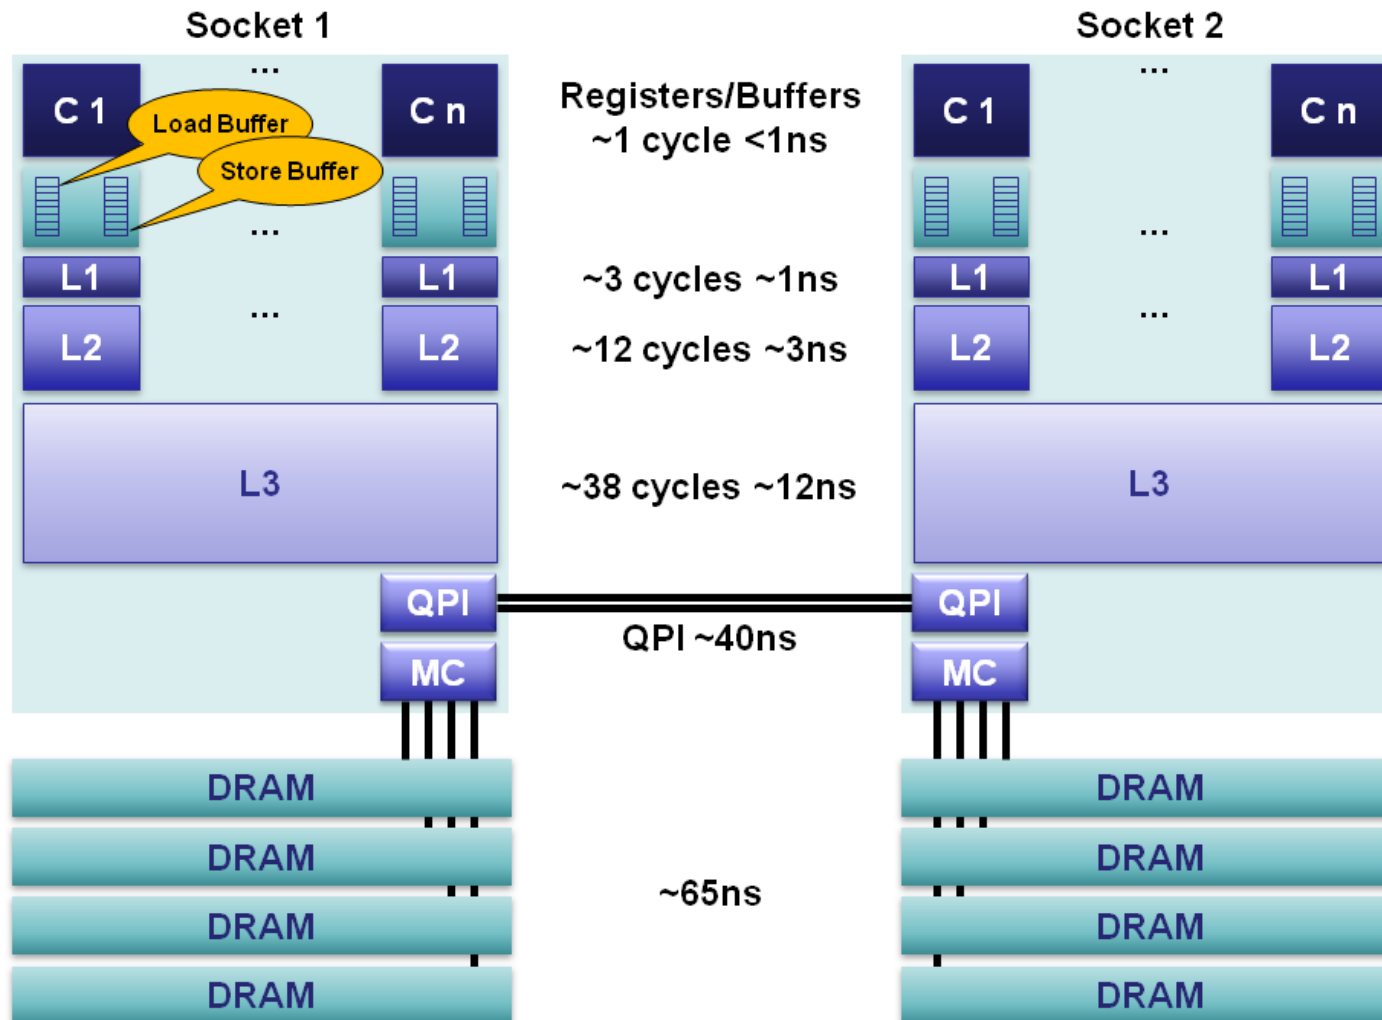 Socket 1
Socket 2
...
...
C 1
C n
Registers/Buffers
~1 cycle <1ns
C 1
C n
Load Buffer
Store Buffer
...
...
L1
L1
~3 cycles ~1ns
L1
L1
...
...
L2
L2
~12 cycles ~3ns
L2
L2
L3
~38 cycles ~12ns
L3
QPI
QPI
QPI ~40ns
MC
MC
DRAM
DRAM
DRAM
DRAM
~65ns
DRAM
DRAM
DRAM
DRAM